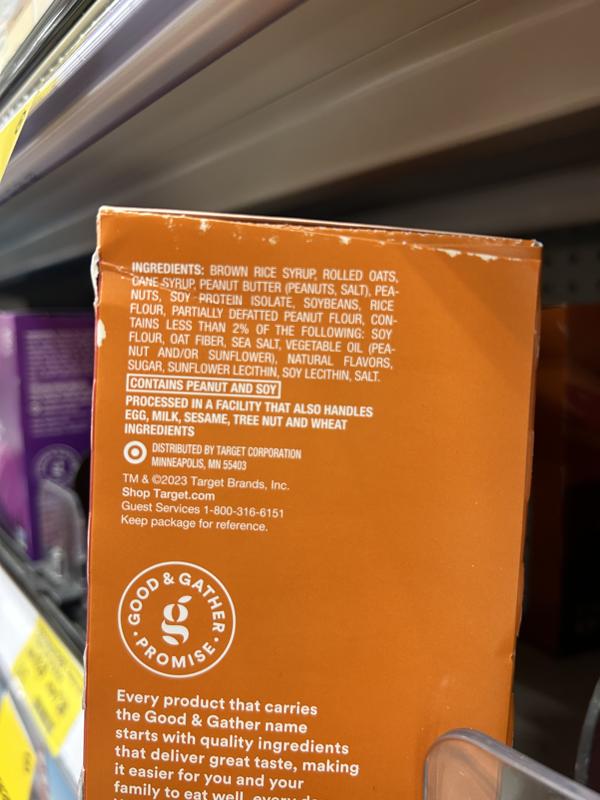 INGREDIENTS: BROWN RICE SYRUP, ROLLED OATS,
CANE SYRUP, PEANUT BUTTER (PEANUTS, SALT), PEA-
NUTS, SOY PROTEIN ISOLATE, SOYBEANS, RICE
FLOUR, PARTIALLY DEFATTED PEANUT FLOUR, CON-
TAINS LESS THAN 2% OF THE FOLLOWING: SOY
FLOUR, OAT FIBER, SEA SALT, VEGETABLE OIL (PEA-
NUT AND/OR SUNFLOWER), NATURAL FLAVORS,
SUGAR, SUNFLOWER LECITHIN, SOY LECITHIN, SALT.
CONTAINS PEANUT AND SOY
PROCESSED IN A FACILITY THAT ALSO HANDLES
EGG, MILK, SESAME, TREE NUT AND WHEAT
INGREDIENTS
DISTRIBUTED BY TARGET CORPORATION
MINNEAPOLIS, MN 55403
TM & ©2023 Target Brands, Inc.
Shop Target.com
Guest Services 1-800-316-6151
Keep package for reference.
GOOD & GATHER
g
• PROMISE •
Every product that carries
the Good & Gather name
starts with quality ingredients
that deliver great taste, making
it easier for you and your
family to eat well, every